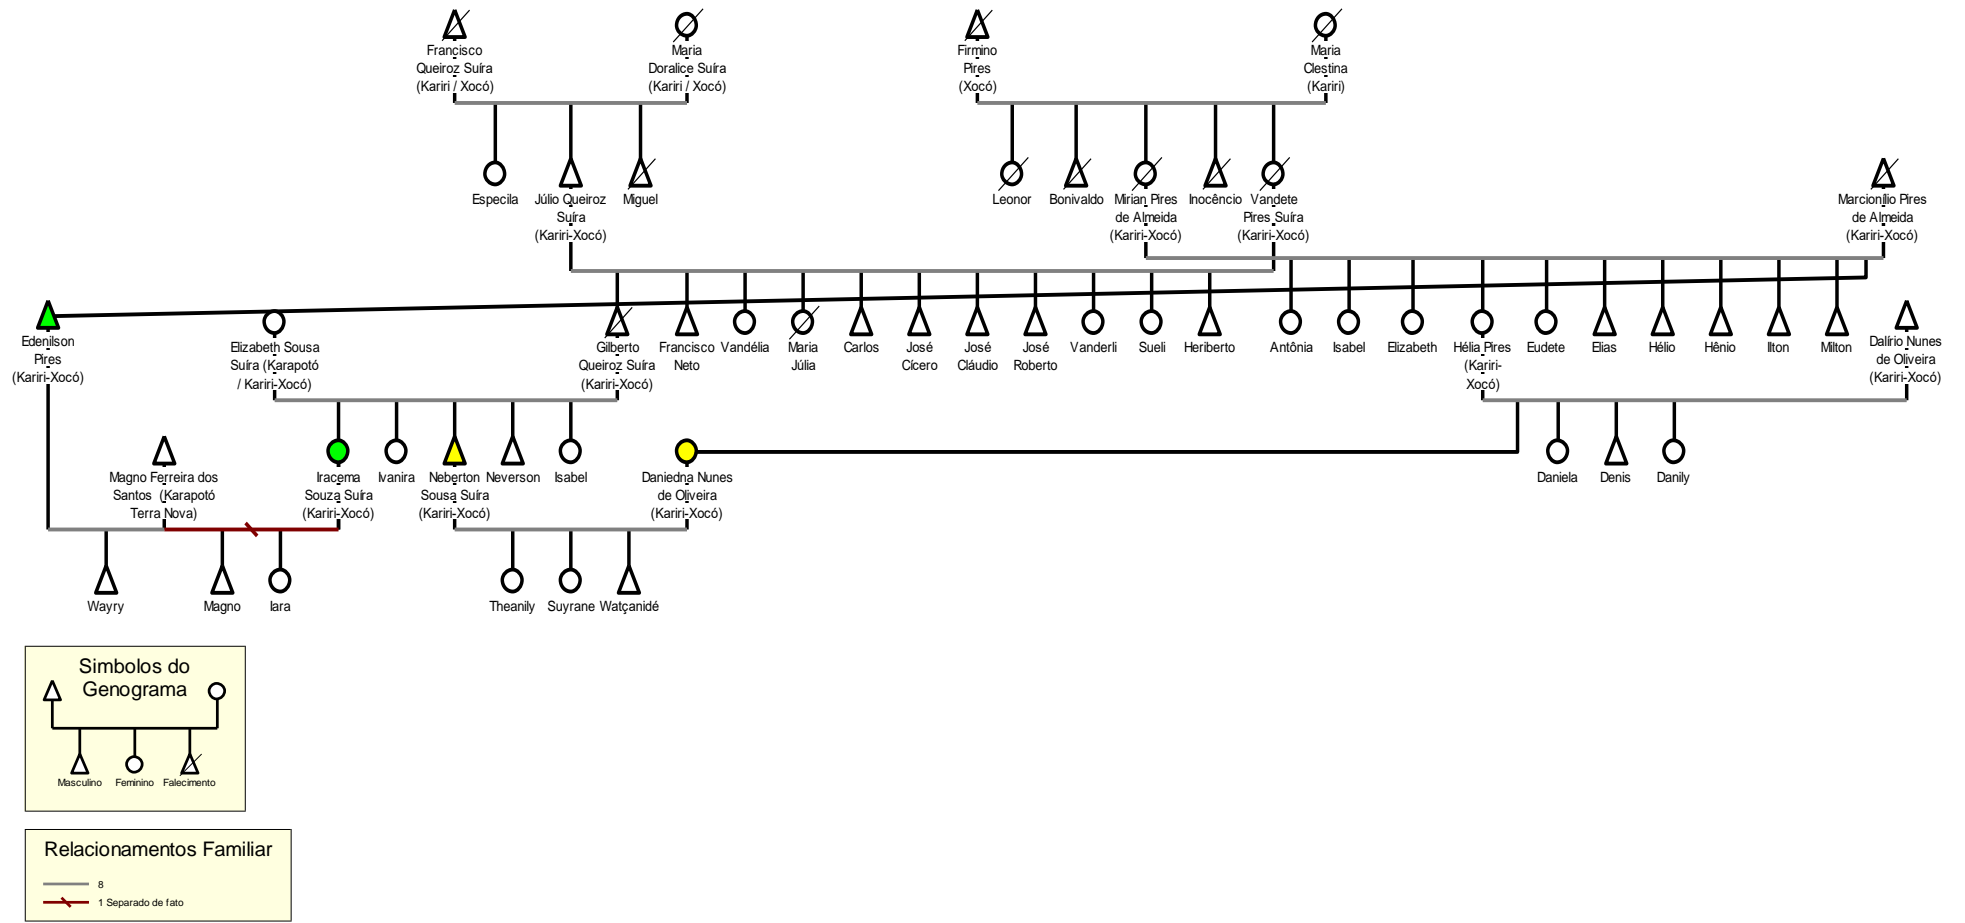 Francisco
Queiroz Suíra
(Kariri / Xocó)
Maria
Doralice Suíra
(Kariri / Xocó)
Firmino
Pires
(Xocó)
Maria
Clestina
(Kariri)
Especila
Júlio Queiroz
Suíra
(Kariri-Xocó)
Miguel
Leonor
Bonivaldo
Mirian Pires
de Almeida
(Kariri-Xocó)
Inocêncio
Vandete
Pires Suíra
(Kariri-Xocó)
Marcionílio Pires
de Almeida
(Kariri-Xocó)
Edenilson
Pires
(Kariri-Xocó)
Elizabeth Sousa
Suíra (Karapotó
/ Kariri-Xocó)
Gilberto
Queiroz Suíra
(Kariri-Xocó)
Francisco
Neto
Vandélia
Maria
Júlia
Carlos
José
Cícero
José
Cláudio
José
Roberto
Vanderli
Sueli
Heriberto
Antônia
Isabel
Elizabeth
Hélia Pires
(Kariri-
Xocó)
Eudete
Elias
Hélio
Hênio
Ilton
Milton
Dalírio Nunes
de Oliveira
(Kariri-Xocó)
Magno Ferreira dos
Santos (Karapotó
Terra Nova)
Iracema
Souza Suíra
(Kariri-Xocó)
Ivanira
Neberton
Sousa Suíra
(Kariri-Xocó)
Neverson
Isabel
Daniedna Nunes
de Oliveira
(Kariri-Xocó)
Daniela
Denis
Danily
Wayry
Magno
Iara
Theanily
Suyrane
Watçanidé
Simbolos do
Genograma
Masculino
Feminino
Falecimento
Relacionamentos Familiar
8
1 Separado de fato